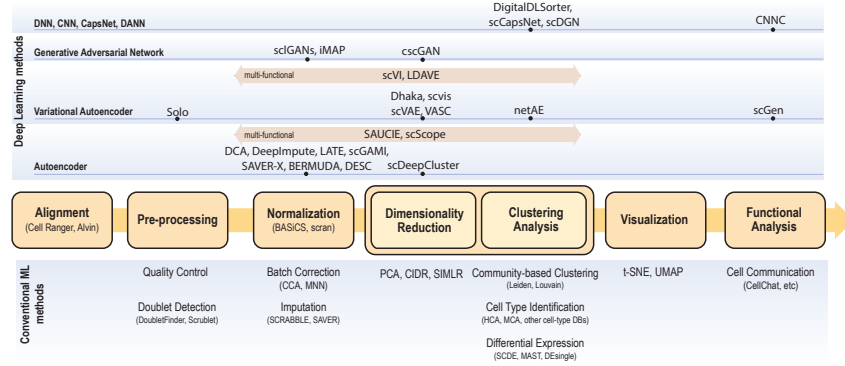 DigitalDLSorter,
DNN, CNN, CapsNet, DANN
scCapsNet, scDGN
CNNC
Generative Adversarial Network
scIGANs, iMAP
cscGAN
multi-functional
scVI, LDAVE
Dhaka, scvis
Variational Autoencoder
Solo
scVAE, VASC
netAE
scGen
multi-functional
SAUCIE, scScope
DCA, DeepImpute, LATE, scGAMI,
Autoencoder
SAVER-X, BERMUDA, DESC
scDeepCluster
Deep Learning methods
Alignment
(Cell Ranger, Alvin)
Pre-processing
Normalization
(BASiCS, scran)
Dimensionality
Reduction
Clustering
Analysis
Visualization
Functional
Analysis
Conventional ML
methods
Quality Control
Doublet Detection
(DoubletFinder, Scrublet)
Batch Correction
(CCA, MNN)
Imputation
(SCRABBLE, SAVER)
PCA, CIDR, SIMLR
Community-based Clustering
(Leiden, Louvain)
Cell Type Identification
(HCA, MCA, other cell-type DBs)
Differential Expression
(SCDE, MAST, DEsingle)
t-SNE, UMAP
Cell Communication
(CellChat, etc)